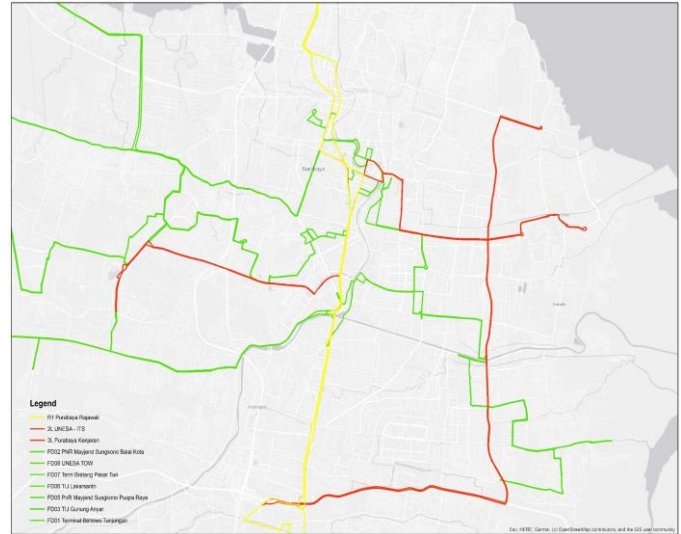 Surabaya
Legend
R1 Purabaya Rajawali
2L UNESA - ITS
3L Purabaya Kenjeran
FD02 PNR Mayjend Sungkono Balai Kota
FD08 UNESA TOW
FD07 Term Bratang Pasar Turi
FD06 TIJ Lakarsantri
FD05 PnR Mayjend Sungkono Puspa Raya
FD03 TIJ Gunung Anyar
FD01 Terminal Benowo Tunjungan
Esri, HERE, Garmin, (c) OpenStreetMap contributors, and the GIS user community